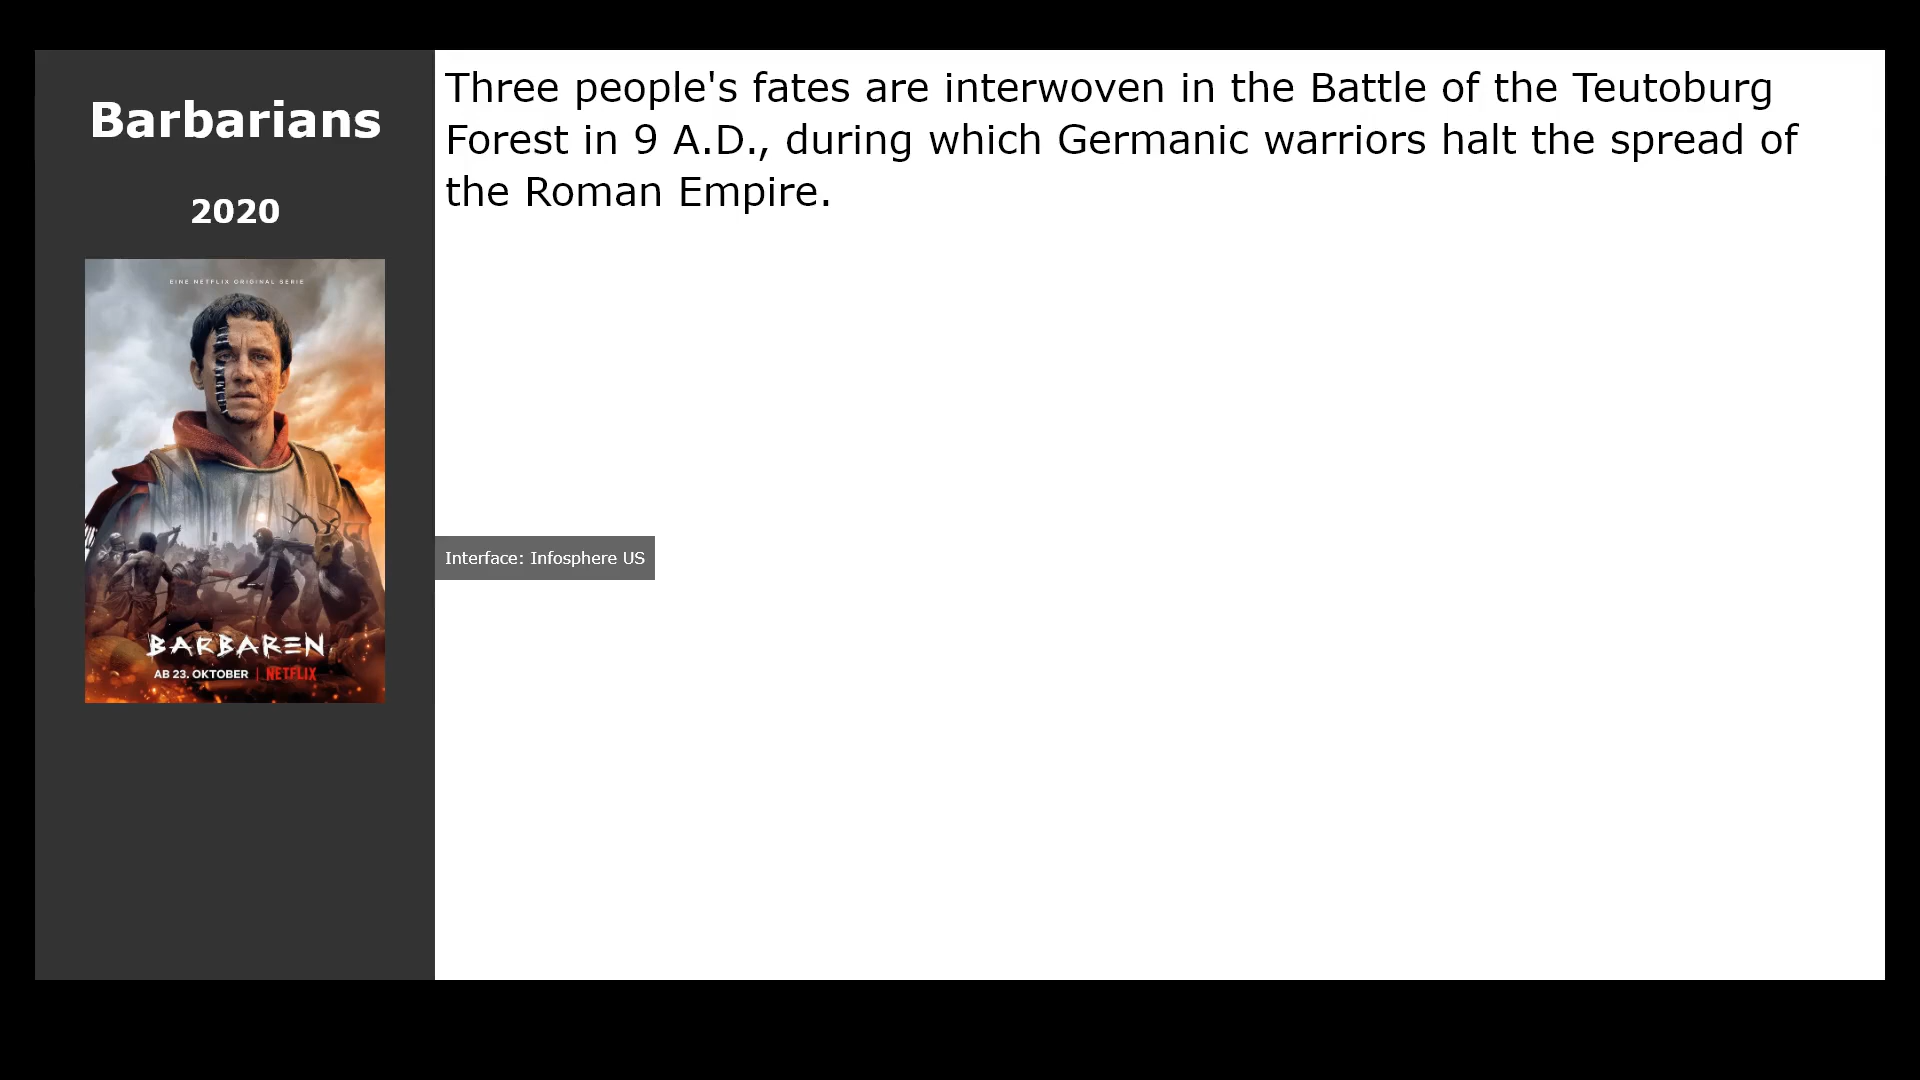 Barbarians
2020
EINE NETFLIX ORIGINAL SERIE
BARBAREN
AB 23. OKTOBER | NETFLIX
Three people's fates are interwoven in the Battle of the Teutoburg
Forest in 9 A.D., during which Germanic warriors halt the spread of
the Roman Empire.
Interface: Infosphere US